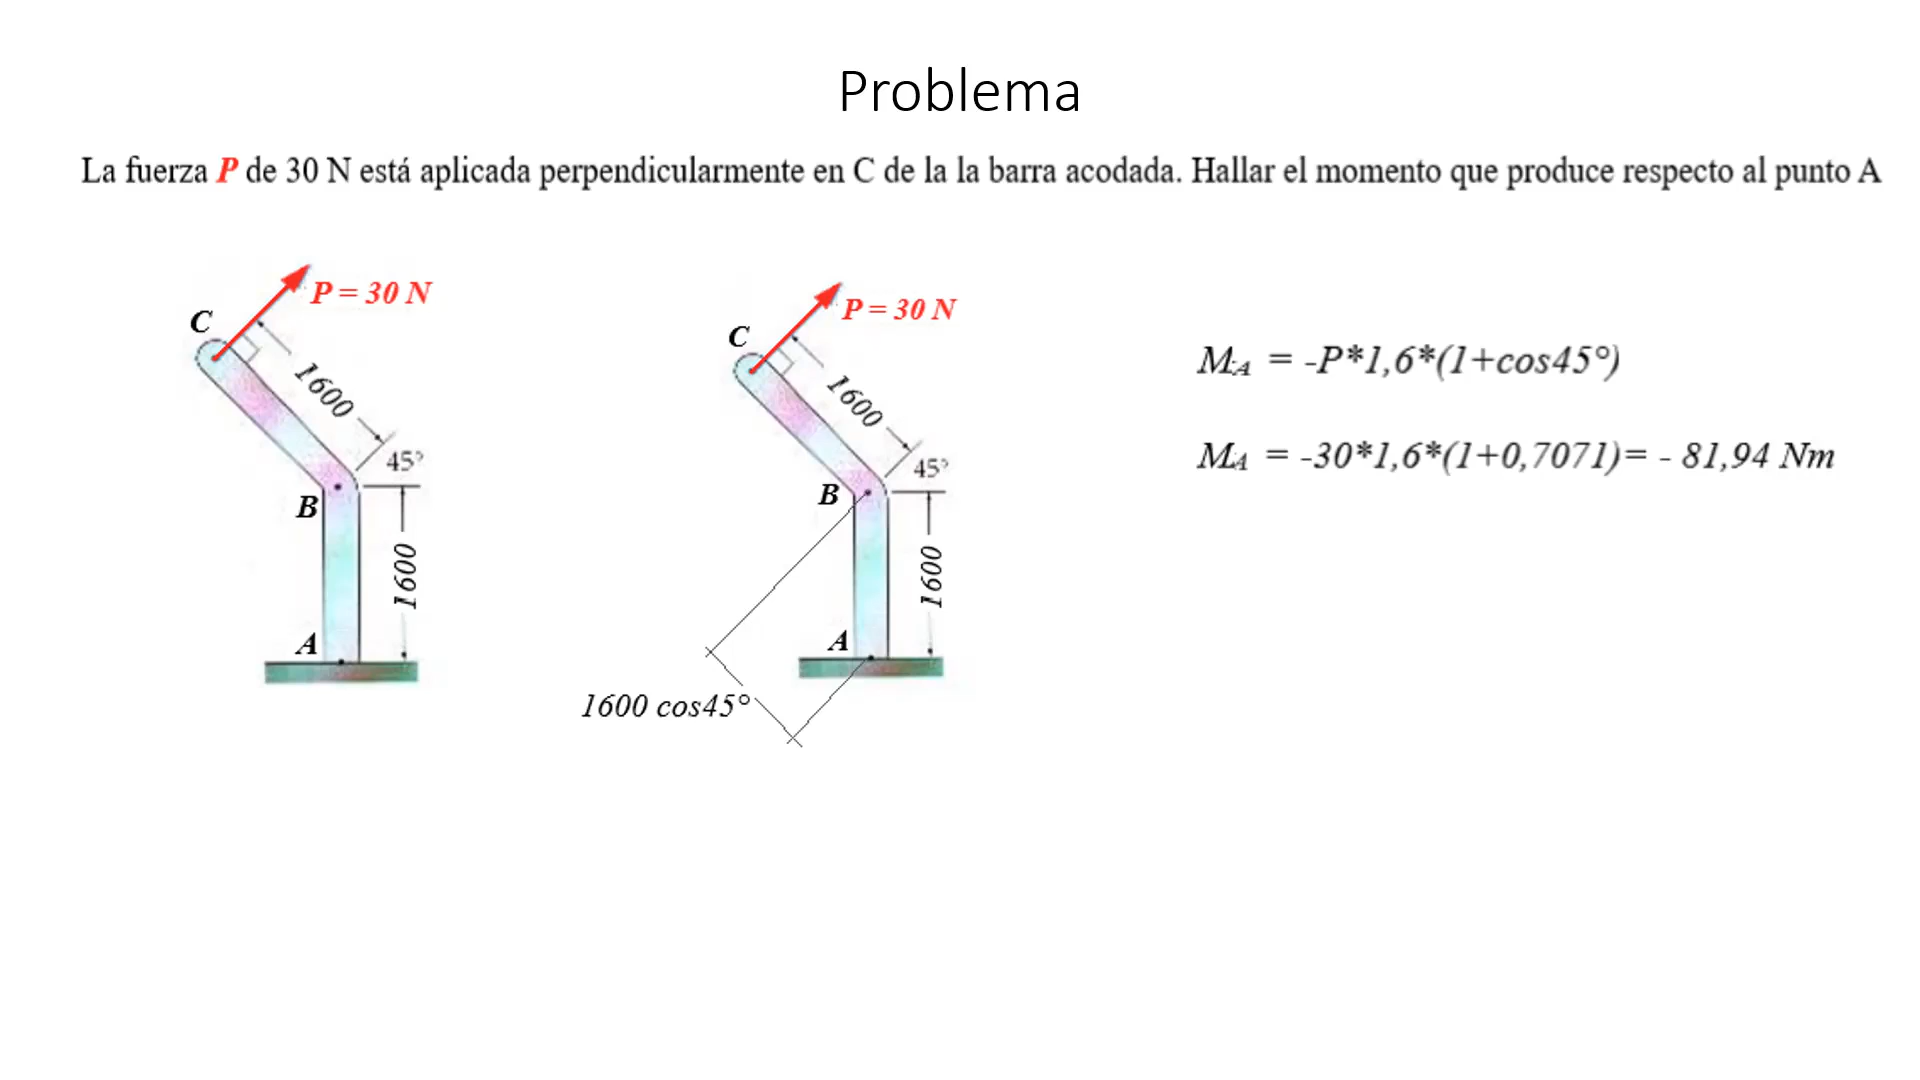 Problema
La fuerza P de 30 N está aplicada perpendicularmente en C de la la barra acodada. Hallar el momento que produce respecto al punto A
P = 30 N
C
1600
45°
B
1600
A
P = 30 N
C
1600
45°
B
1600
A
1600 cos45°
MA = -P*1,6*(1+cos45°)
MA = -30*1,6*(1+0,7071)= - 81,94 Nm